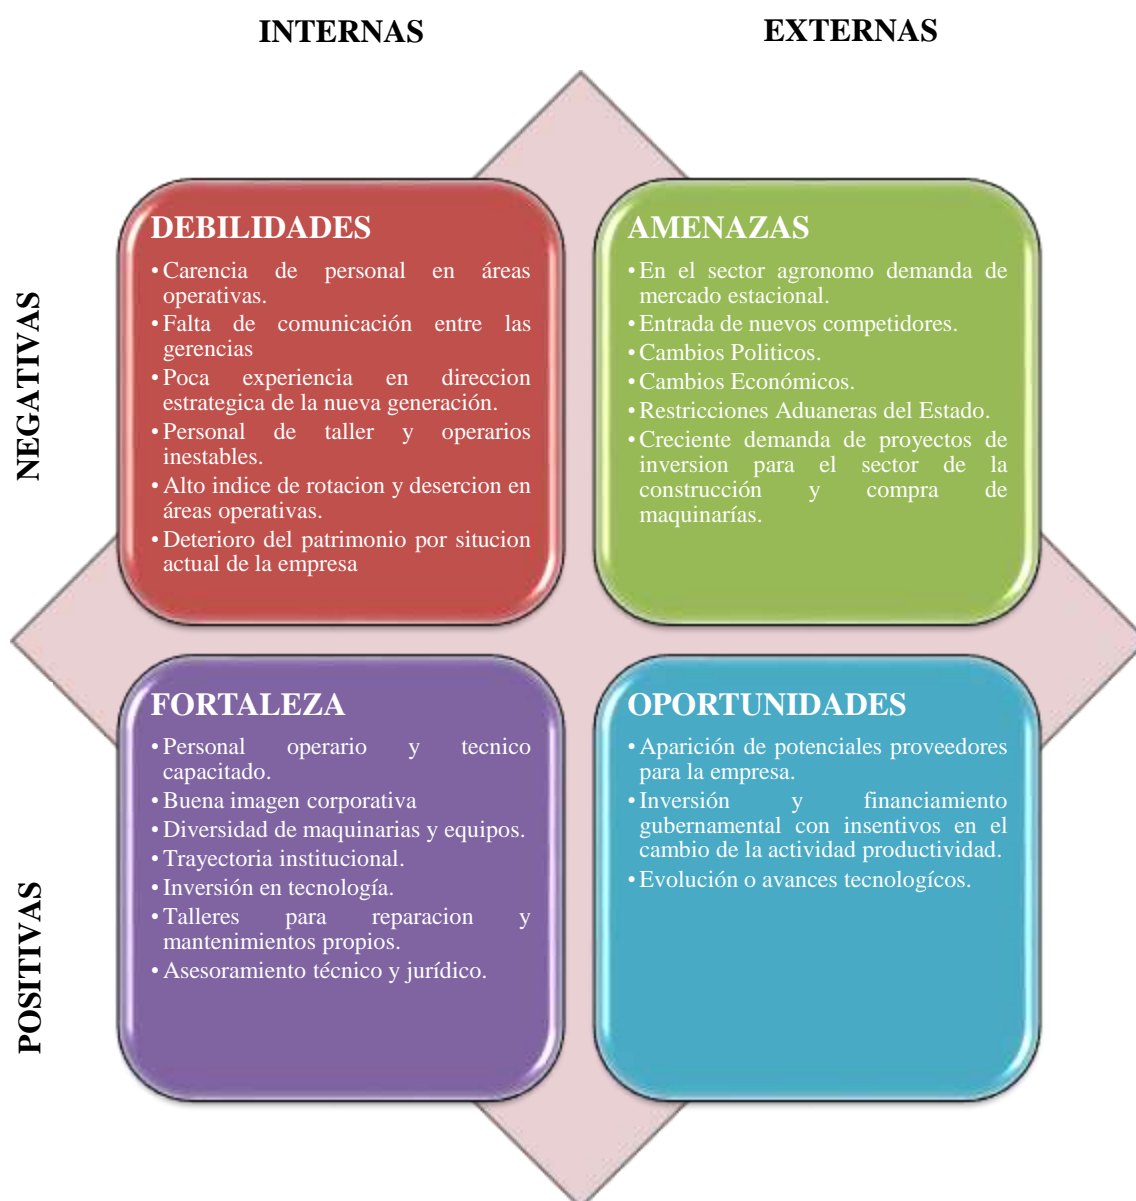 INTERNAS
EXTERNAS
NEGATIVAS
DEBILIDADES
• Carencia de personal en áreas
operativas.
• Falta de comunicación entre las
gerencias
• Poca experiencia en direccion
estrategica de la nueva generación.
• Personal de taller y operarios
inestables.
• Alto indice de rotacion y desercion en
áreas operativas.
• Deterioro del patrimonio por situcion
actual de la empresa
AMENAZAS
• En el sector agronomo demanda de
mercado estacional.
• Entrada de nuevos competidores.
• Cambios Politicos.
• Cambios Económicos.
• Restricciones Aduaneras del Estado.
• Creciente demanda de proyectos de
inversion para el sector de la
construcción y compra de
maquinarías.
POSITIVAS
FORTALEZA
• Personal operario y tecnico
capacitado.
• Buena imagen corporativa
• Diversidad de maquinarias y equipos.
• Trayectoria institucional.
• Inversión en tecnología.
• Talleres para reparacion y
mantenimientos propios.
• Asesoramiento técnico y jurídico.
OPORTUNIDADES
• Aparición de potenciales proveedores
para la empresa.
• Inversión y financiamiento
gubernamental con insentivos en el
cambio de la actividad productividad.
• Evolución o avances tecnologícos.